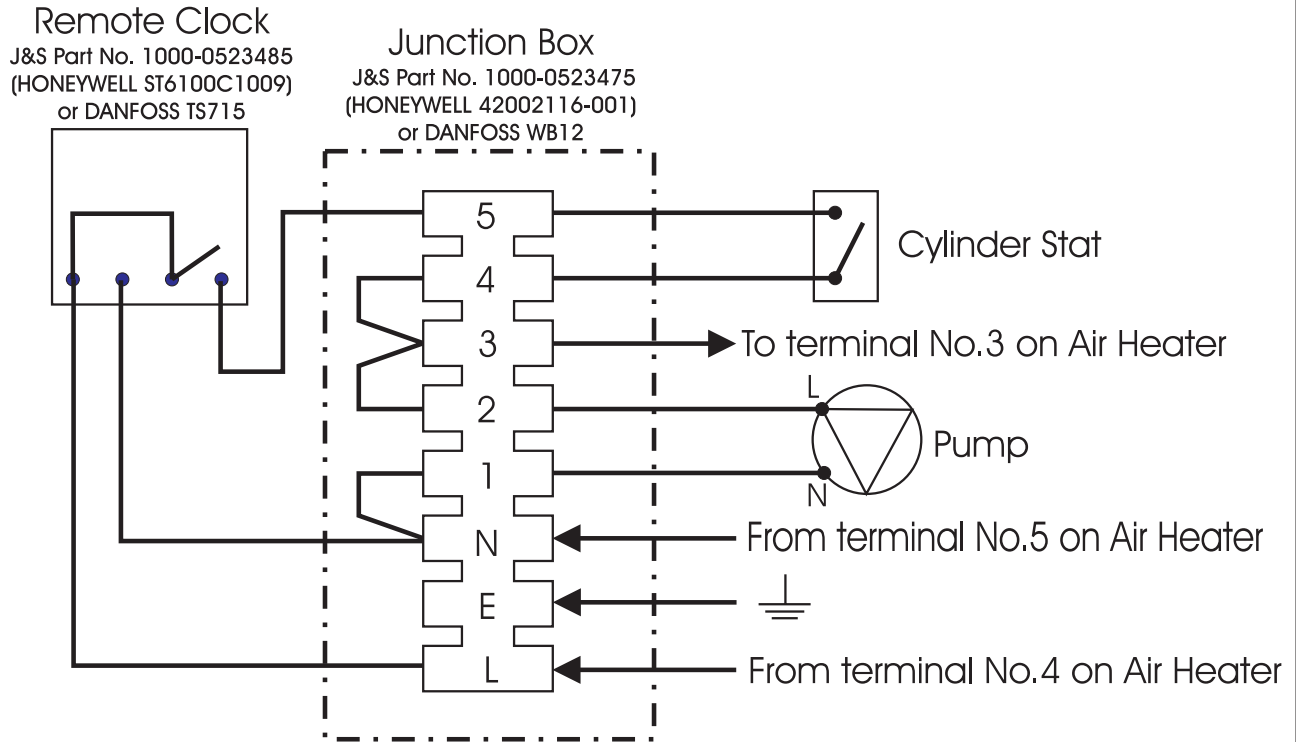 Remote Clock
J&S Part No. 1000-0523485
(HONEYWELL ST6100C1009)
or DANFOSS TS715
Junction Box
J&S Part No. 1000-0523475
(HONEYWELL 42002116-001)
or DANFOSS WB12
5
Cylinder Stat
4
3
To terminal No.3 on Air Heater
L
2
Pump
1
N
N
From terminal No.5 on Air Heater
E
L
From terminal No.4 on Air Heater